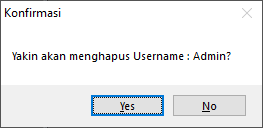 Konfirmasi
Yakin akan menghapus Username : Admin?
Yes
No